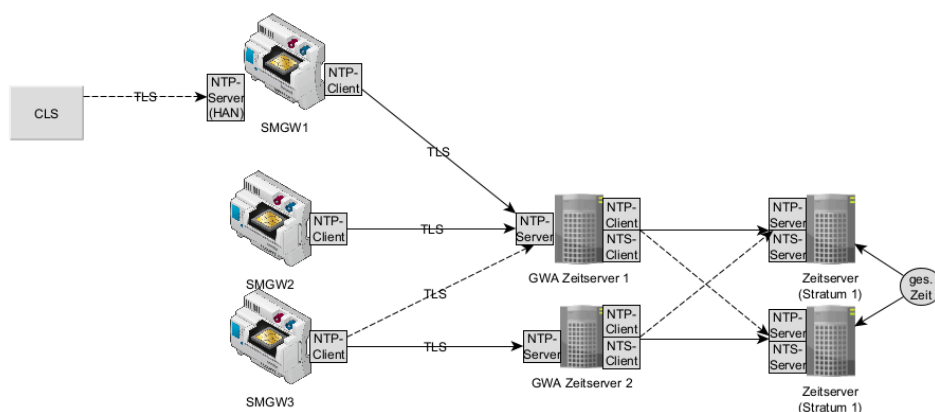 CLS
TLS
NTP-
Server
(HAN)
NTP-
Client
SMGW1
TLS
NTP-
Client
SMGW2
TLS
NTP-
Client
SMGW3
TLS
TLS
NTP-
Server
NTP-
Client
NTS-
Client
GWA Zeitserver 1
NTP-
Server
NTP-
Client
NTS-
Client
GWA Zeitserver 2
NTP-
Server
NTS-
Server
Zeitserver
(Stratum 1)
NTP-
Server
NTS-
Server
Zeitserver
(Stratum 1)
ges.
Zeit